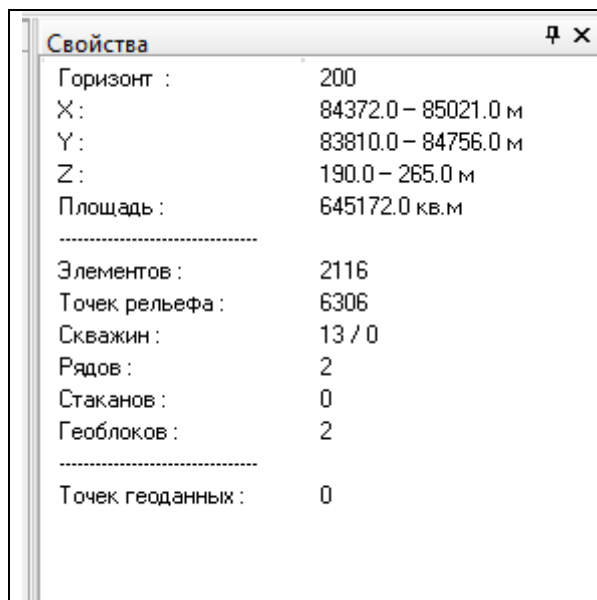 Свойства
Горизонт : 200
X : 84372.0 – 85021.0 м
Y : 83810.0 – 84756.0 м
Z : 190.0 – 265.0 м
Площадь : 645172.0 кв.м
---------------------------------
Элементов : 2116
Точек рельефа : 6306
Скважин : 13 / 0
Рядов : 2
Стаканов : 0
Геоблоков : 2
---------------------------------
Точек геоданных : 0